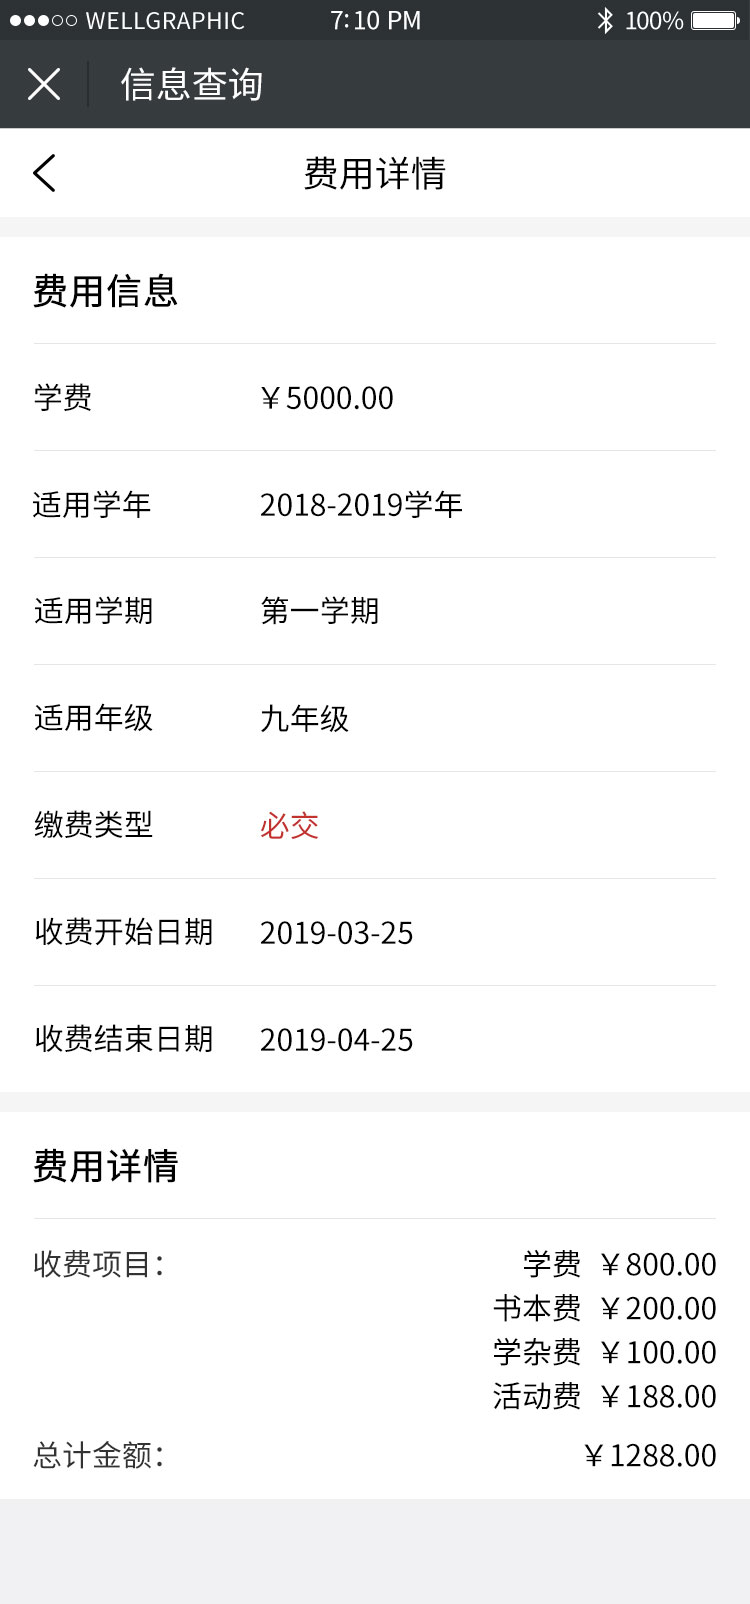 WELLGRAPHIC 7:10 PM 100%
信息查询
费用详情
费用信息
学费 ￥5000.00
适用学年 2018-2019学年
适用学期 第一学期
适用年级 九年级
缴费类型 必交
收费开始日期 2019-03-25
收费结束日期 2019-04-25
费用详情
收费项目： 学费 ￥800.00
书本费 ￥200.00
学杂费 ￥100.00
活动费 ￥188.00
总计金额： ￥1288.00